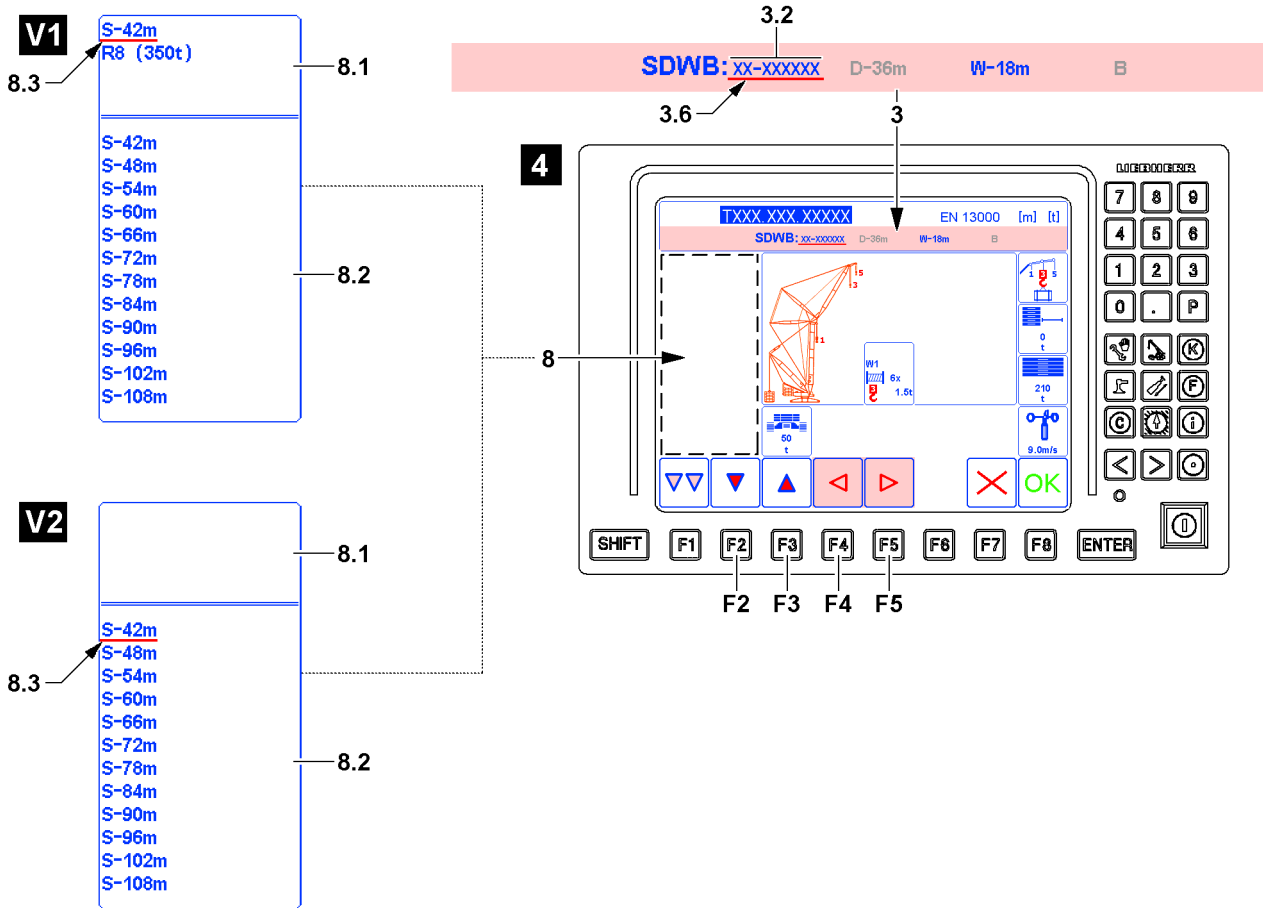 V1
S-42m
R8 (350t)
8.3
8.1
S-42m
S-48m
S-54m
S-60m
S-66m
S-72m
S-78m
S-84m
S-90m
S-96m
S-102m
S-108m
8.2
V2
8.1
S-42m
S-48m
S-54m
S-60m
S-66m
S-72m
S-78m
S-84m
S-90m
S-96m
S-102m
S-108m
8.3
8.2
3.2
SDWB: XX-XXXXXX D-36m W-18m B
3.6
3
4
LIEBHERR
TXXX.XXX.XXXXX EN 13000 [m] [t]
SDWB: XX-XXXXXX D-36m W-18m B
8
5
3
1
W1
6x
3
1.5t
1 3 5
0
t
210
t
50
t
9.0m/s
OK
7 8 9
4 5 6
1 2 3
0 . P
K
F
C i
SHIFT F1 F2 F3 F4 F5 F6 F7 F8 ENTER
F2 F3 F4 F5